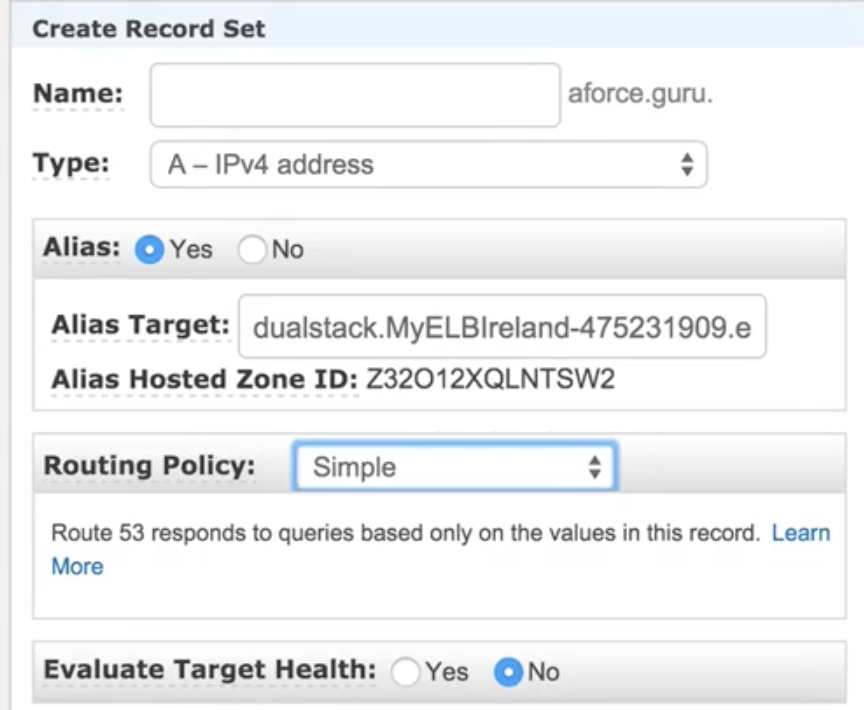 Create Record Set
Name: aforce.guru.
Type: A – IPv4 address
Alias: Yes No
Alias Target: dualstack.MyELBIreland-475231909.e
Alias Hosted Zone ID: Z32O12XQLNTSW2
Routing Policy: Simple
Route 53 responds to queries based only on the values in this record. Learn
More
Evaluate Target Health: Yes No